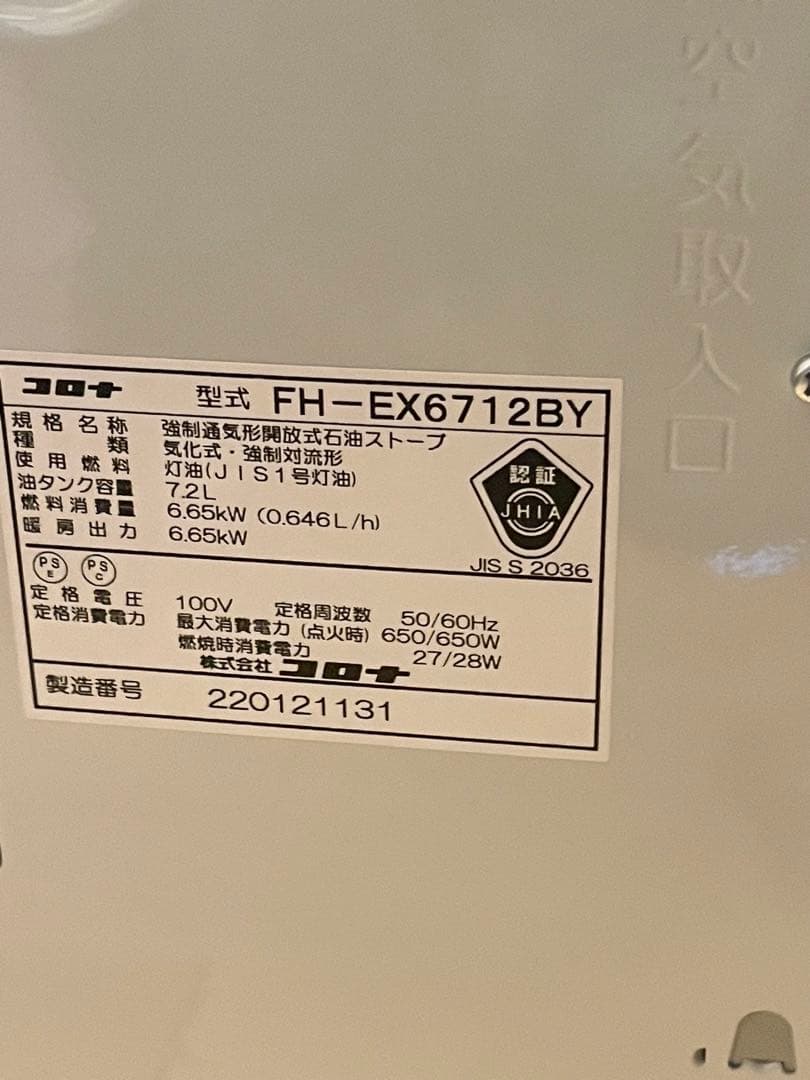 空気取入口
コロナ 型式 FH-EX6712BY
規格名称 強制通気形開放式石油ストーブ
種類 気化式・強制対流形
使用燃料 灯油(JIS1号灯油)
油タンク容量 7.2L
燃料消費量 6.65kW (0.646L/h)
暖房出力 6.65kW
認証
JHIA
JIS S 2036
PS E PS C
定格電圧 100V 定格周波数 50/60Hz
定格消費電力 最大消費電力 (点火時) 650/650W
燃焼時消費電力 27/28W
株式会社 コロナ
製造番号 220121131